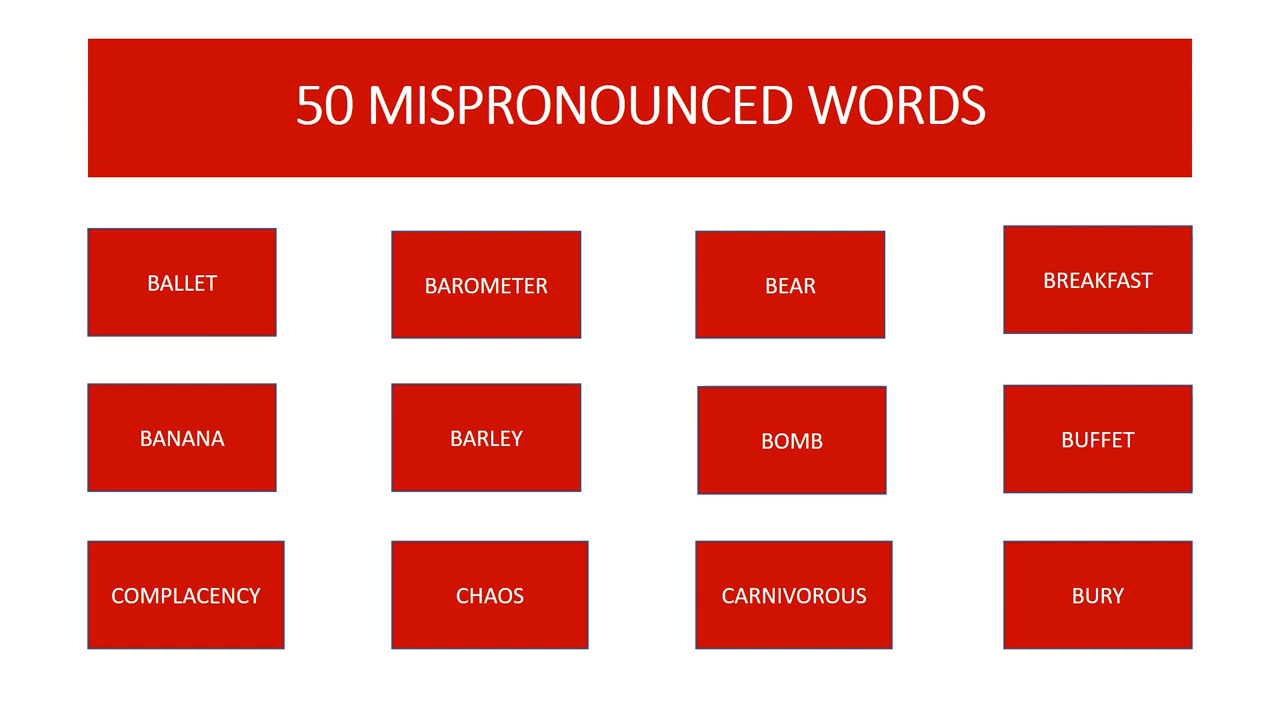 50 MISPRONOUNCED WORDS
BALLET
BAROMETER
BEAR
BREAKFAST
BANANA
BARLEY
BOMB
BUFFET
COMPLACENCY
CHAOS
CARNIVOROUS
BURY